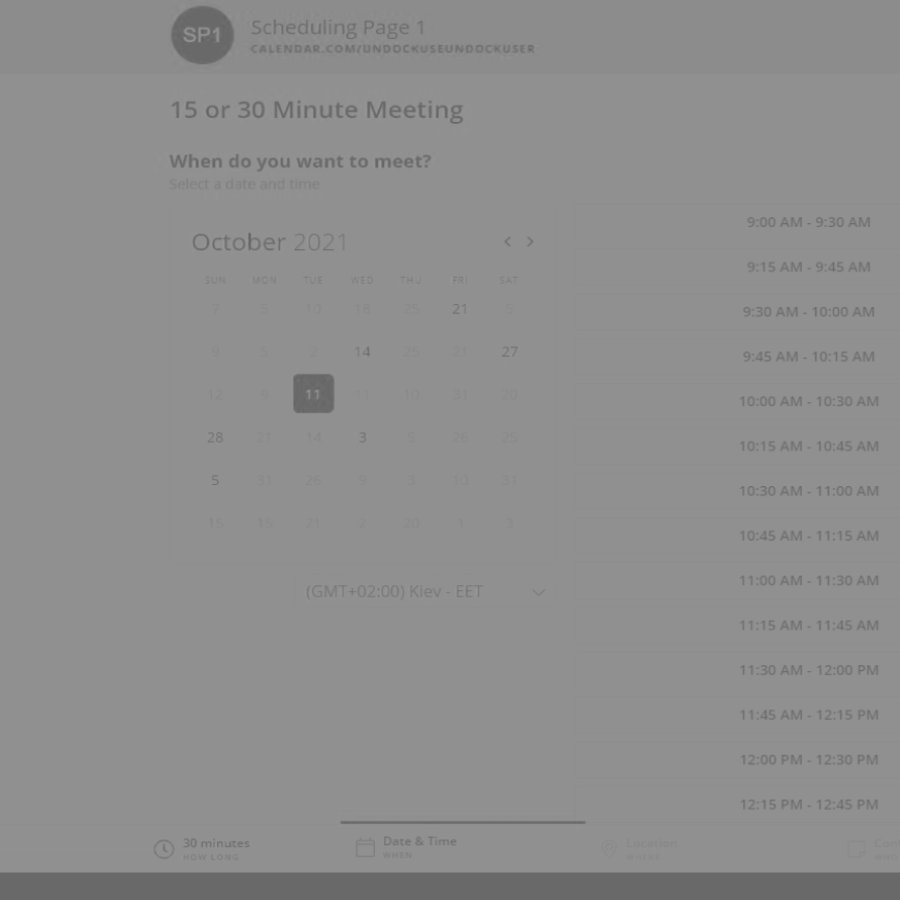 SP1
Scheduling Page 1
CALENDAR.COM/UNDOCKUSEUNDOCKUSER
15 or 30 Minute Meeting
When do you want to meet?
Select a date and time
October 2021
SUN MON TUE WED THU FRI SAT
7 5 10 18 25 21 5
9 5 2 14 25 21 27
12 9 11 11 10 31 20
28 21 14 3 5 26 25
5 31 26 9 3 10 31
15 15 21 2 20 1 3
(GMT+02:00) Kiev - EET
9:00 AM - 9:30 AM
9:15 AM - 9:45 AM
9:30 AM - 10:00 AM
9:45 AM - 10:15 AM
10:00 AM - 10:30 AM
10:15 AM - 10:45 AM
10:30 AM - 11:00 AM
10:45 AM - 11:15 AM
11:00 AM - 11:30 AM
11:15 AM - 11:45 AM
11:30 AM - 12:00 PM
11:45 AM - 12:15 PM
12:00 PM - 12:30 PM
12:15 PM - 12:45 PM
30 minutes
HOW LONG
Date & Time
WHEN
Location